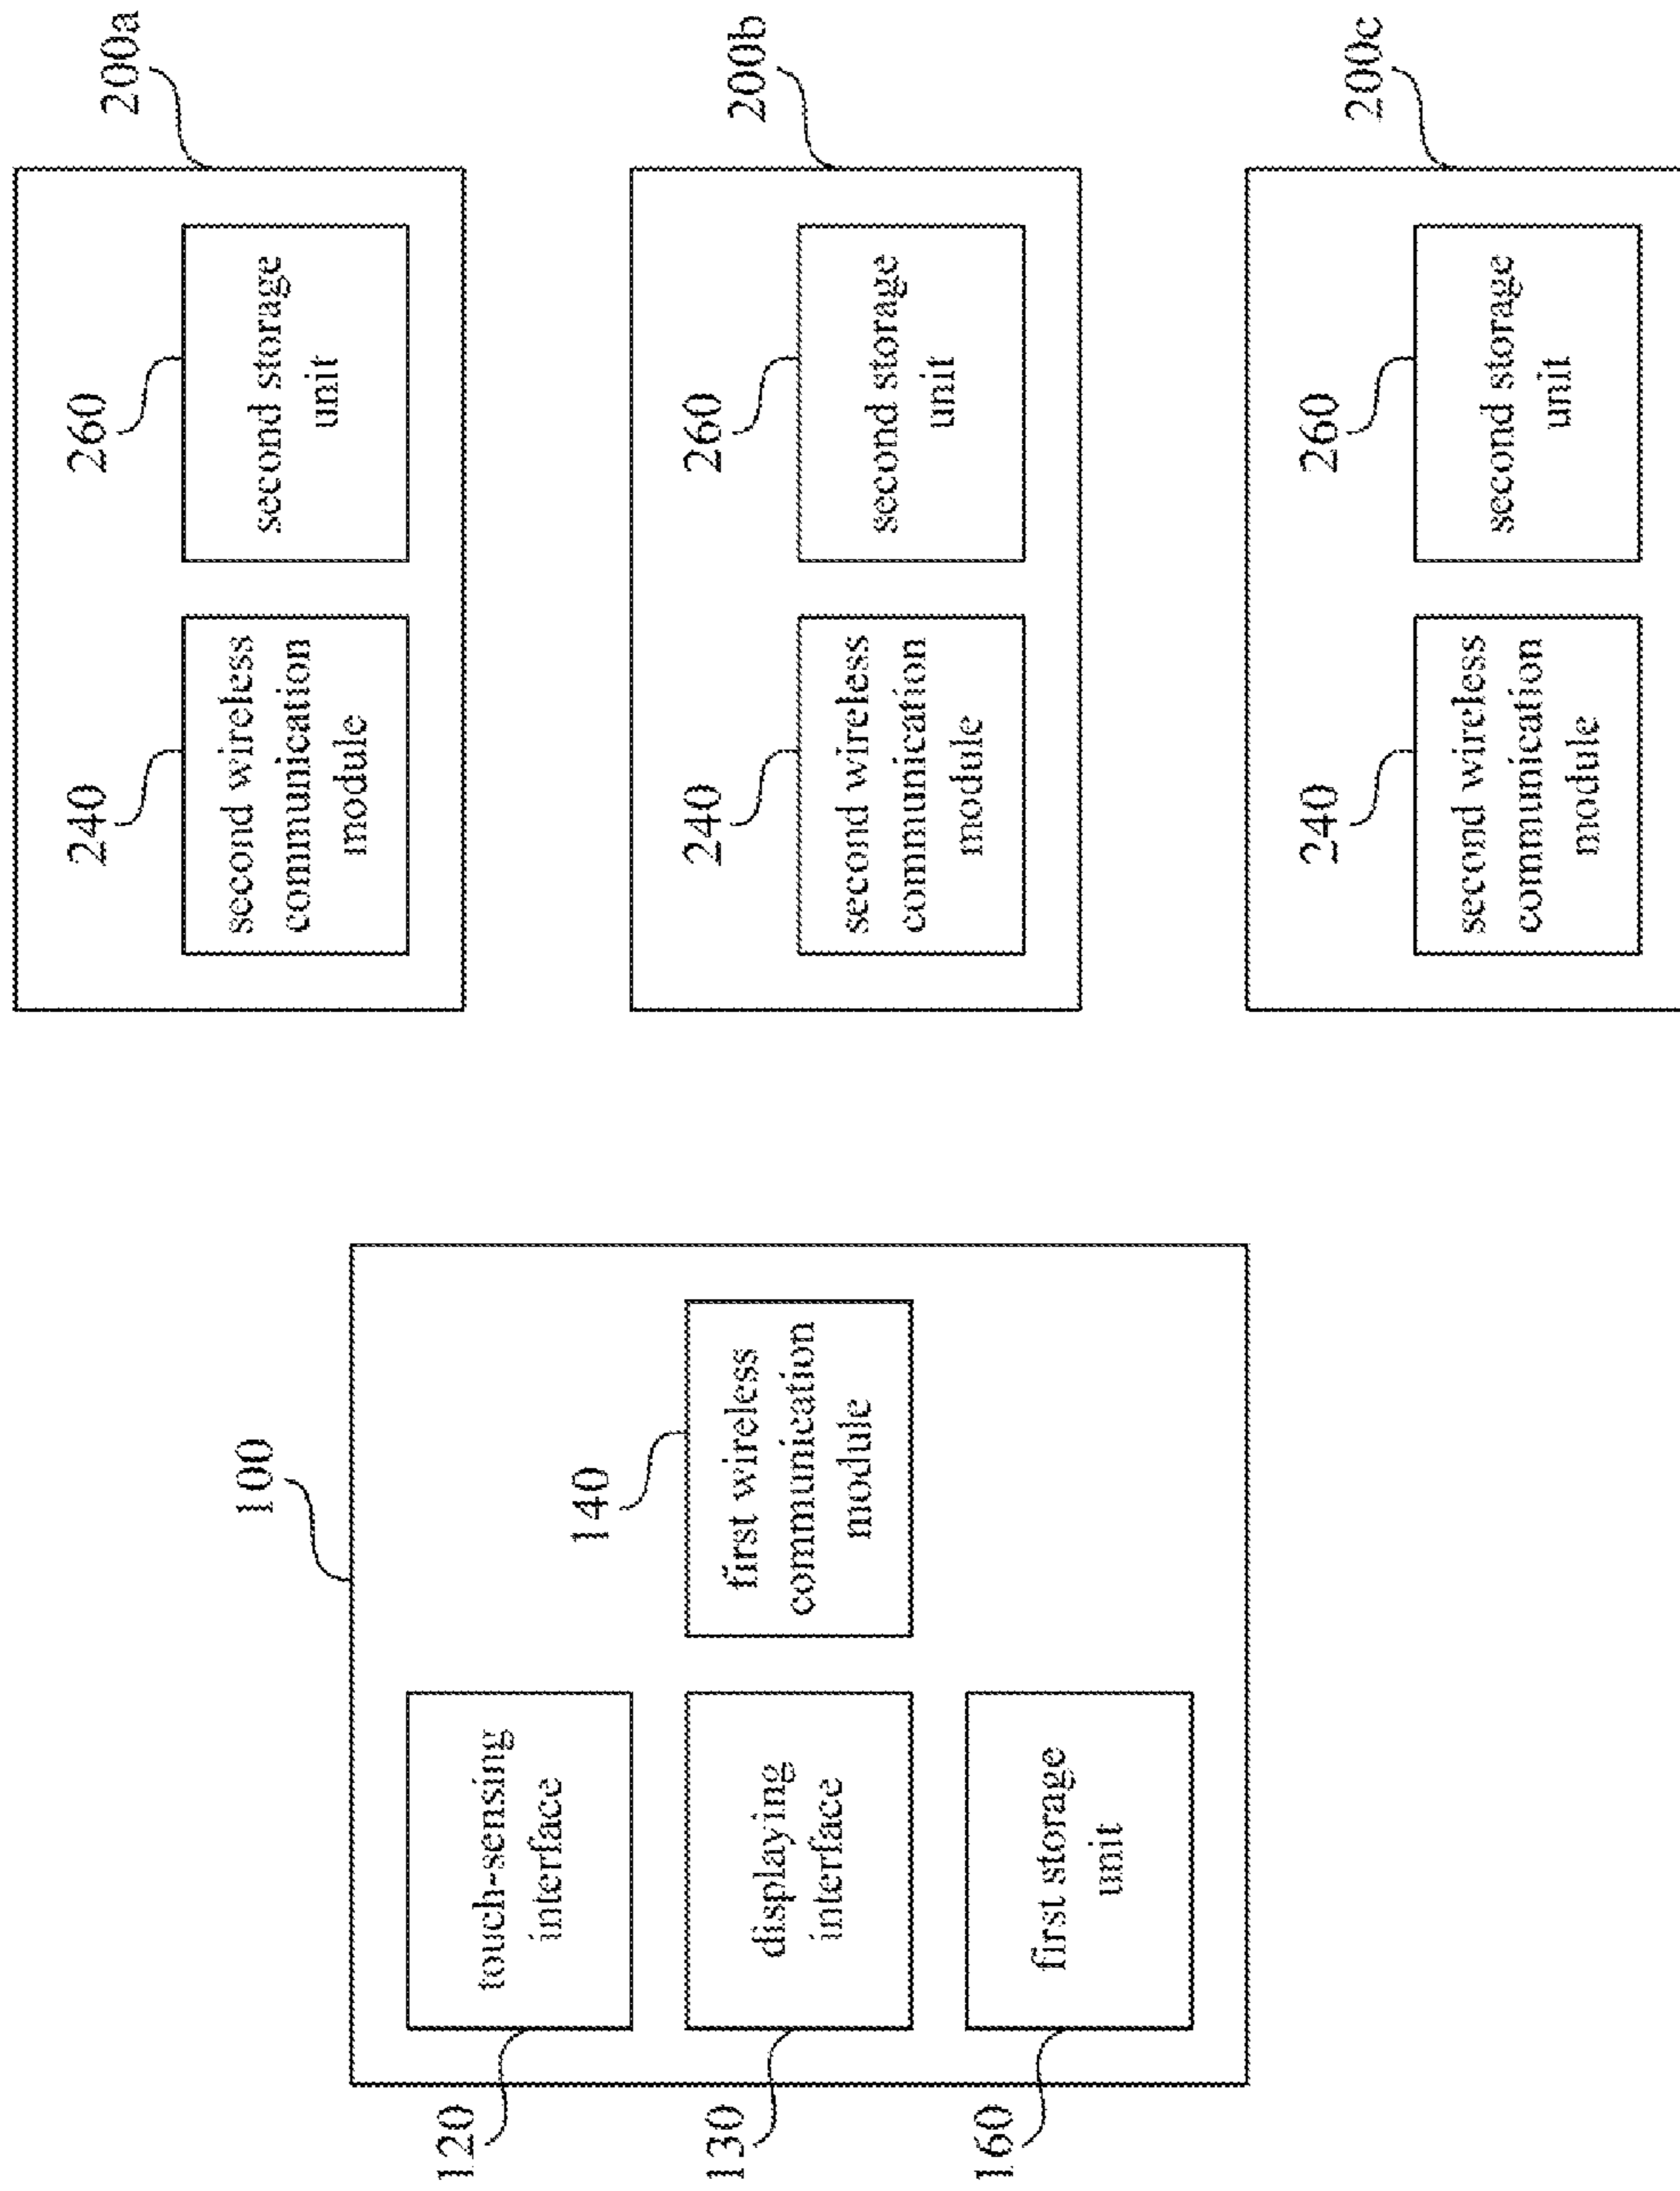 100
120
touch-sensing
interface
130
displaying
interface
160
first storage
unit
140
first wireless
communication
module
200a
240
second wireless
communication
module
260
second storage
unit
200b
240
second wireless
communication
module
260
second storage
unit
200c
240
second wireless
communication
module
260
second storage
unit